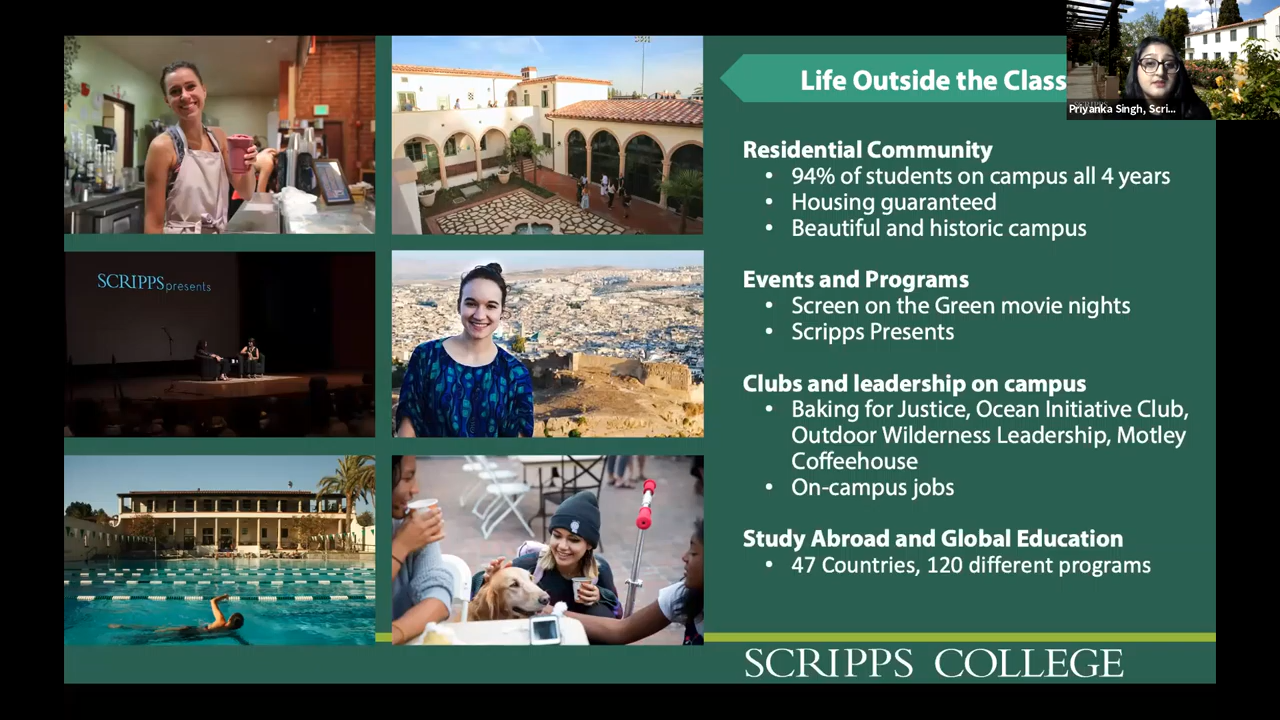 Life Outside the Class
Priyanka Singh, Scri...
Residential Community
• 94% of students on campus all 4 years
• Housing guaranteed
• Beautiful and historic campus
Events and Programs
• Screen on the Green movie nights
• Scripps Presents
Clubs and leadership on campus
• Baking for Justice, Ocean Initiative Club,
Outdoor Wilderness Leadership, Motley
Coffeehouse
• On-campus jobs
Study Abroad and Global Education
• 47 Countries, 120 different programs
SCRIPPS presents
SCRIPPS COLLEGE